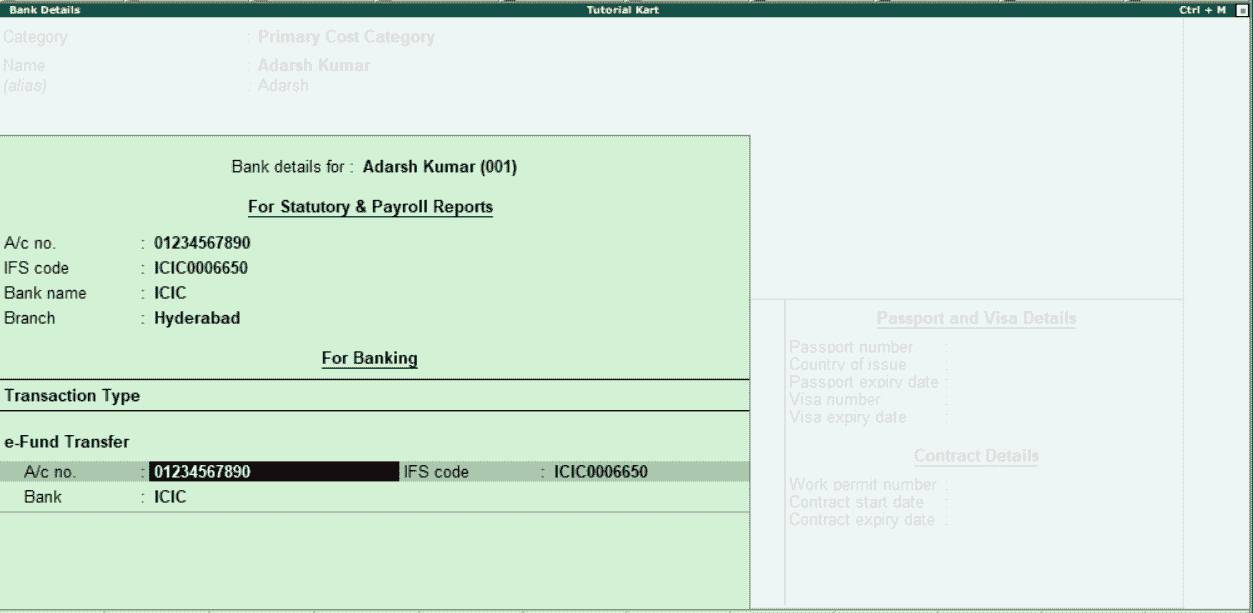 Bank Details Tutorial Kart Ctrl + M
Category : Primary Cost Category
Name : Adarsh Kumar
(alias) : Adarsh
Bank details for : Adarsh Kumar (001)
For Statutory & Payroll Reports
A/c no. : 01234567890
IFS code : ICIC0006650
Bank name : ICIC
Branch : Hyderabad
For Banking
Transaction Type
e-Fund Transfer
A/c no. : 01234567890 IFS code : ICIC0006650
Bank : ICIC
Passport and Visa Details
Passport number :
Country of issue :
Passport expiry date :
Visa number :
Visa expiry date :
Contract Details
Work permit number :
Contract start date :
Contract expiry date :